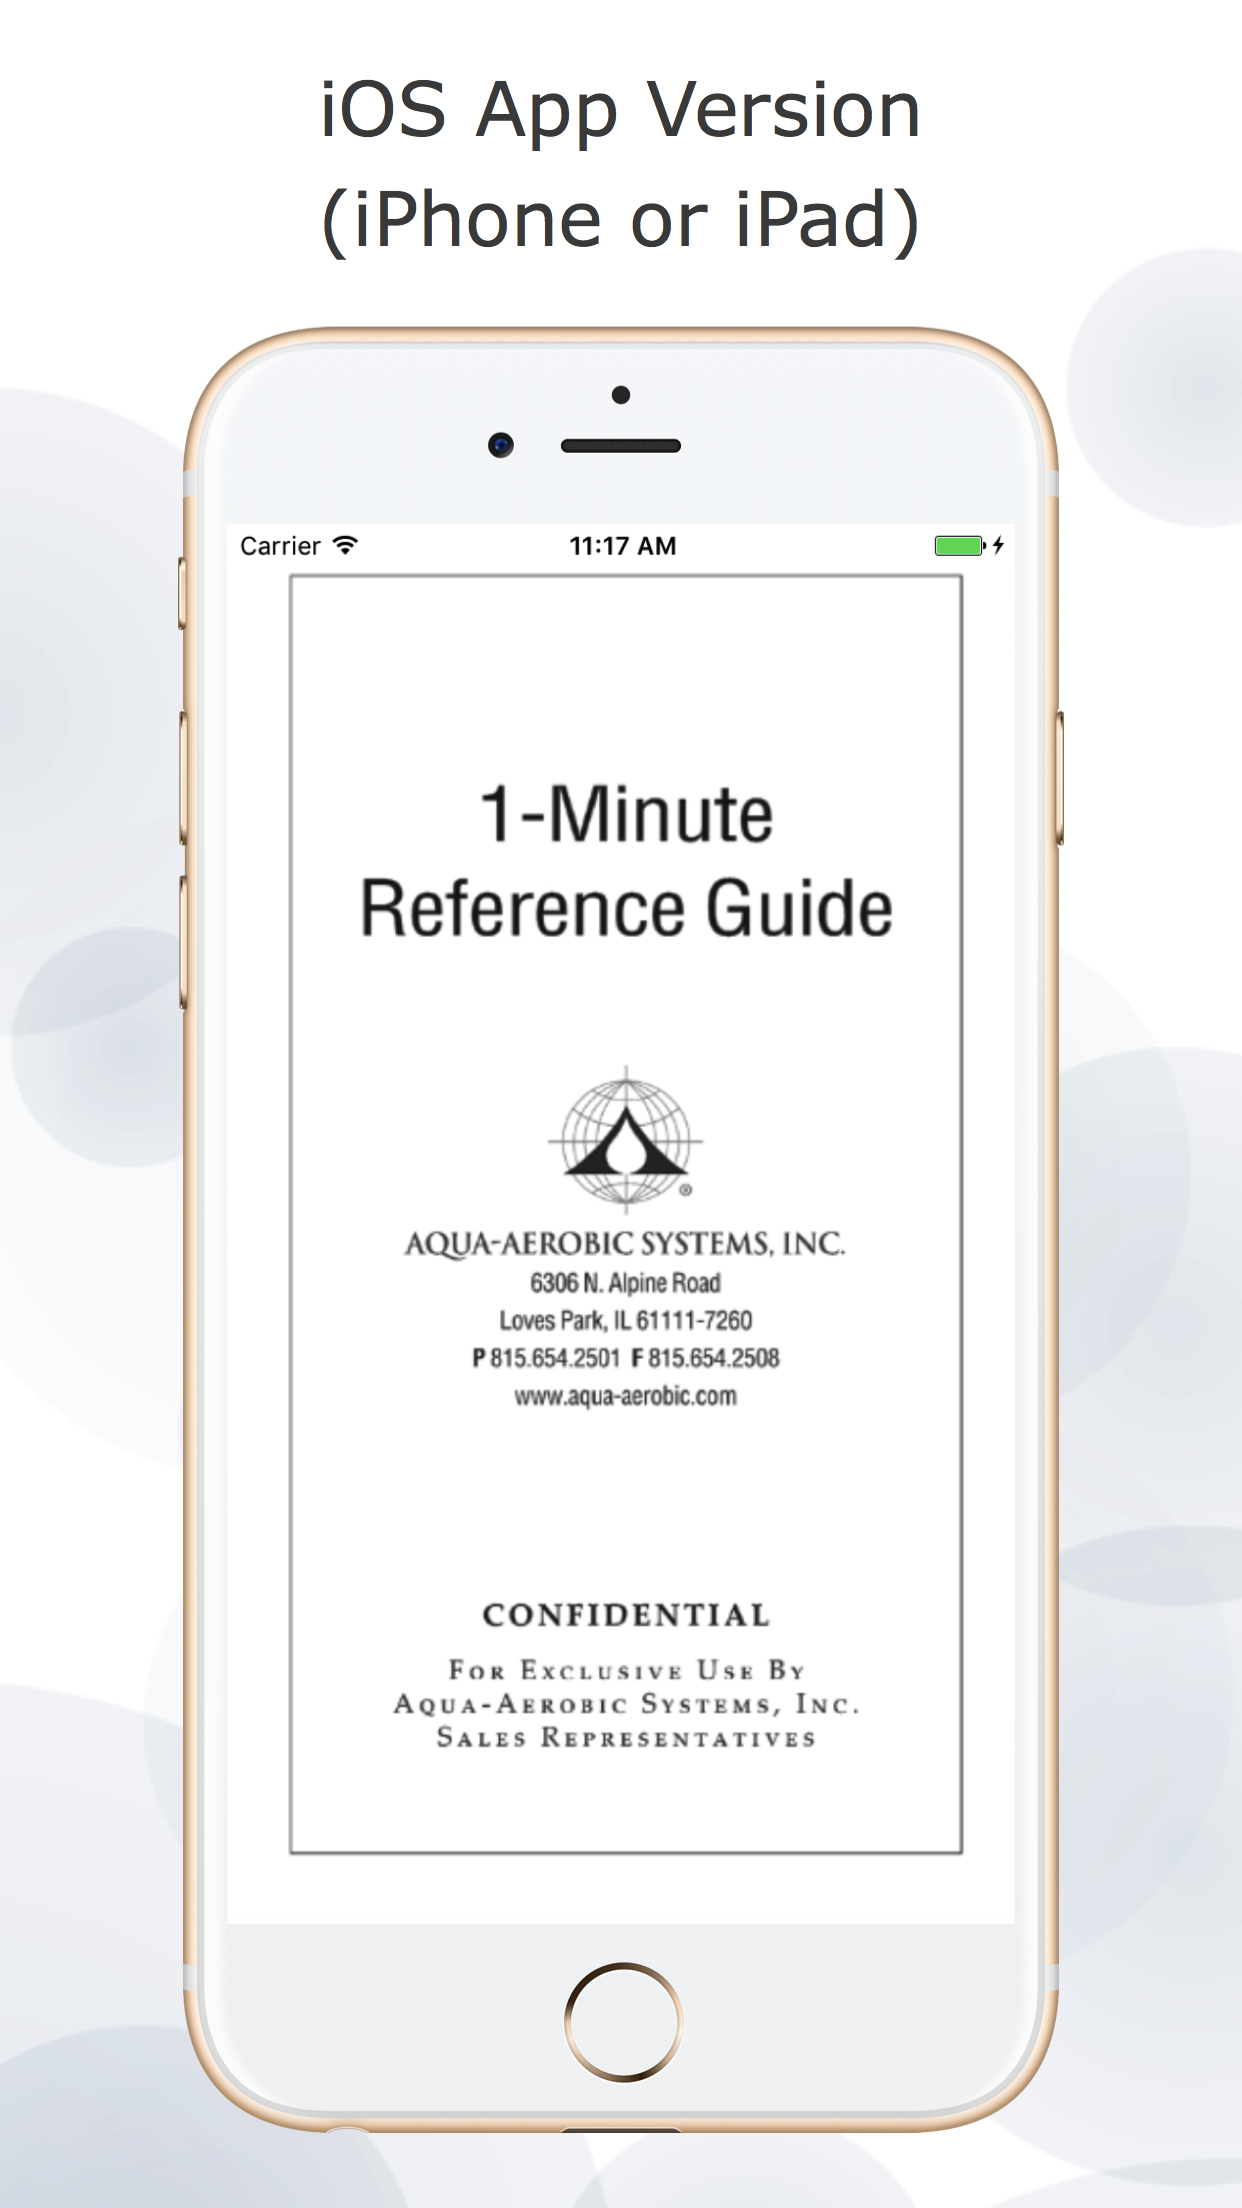 iOS App Version
(iPhone or iPad)
Carrier 11:17 AM
1-Minute
Reference Guide
®
AQUA-AEROBIC SYSTEMS, INC.
6306 N. Alpine Road
Loves Park, IL 61111-7260
P 815.654.2501 F 815.654.2508
www.aqua-aerobic.com
CONFIDENTIAL
For Exclusive Use By
Aqua-Aerobic Systems, Inc.
Sales Representatives